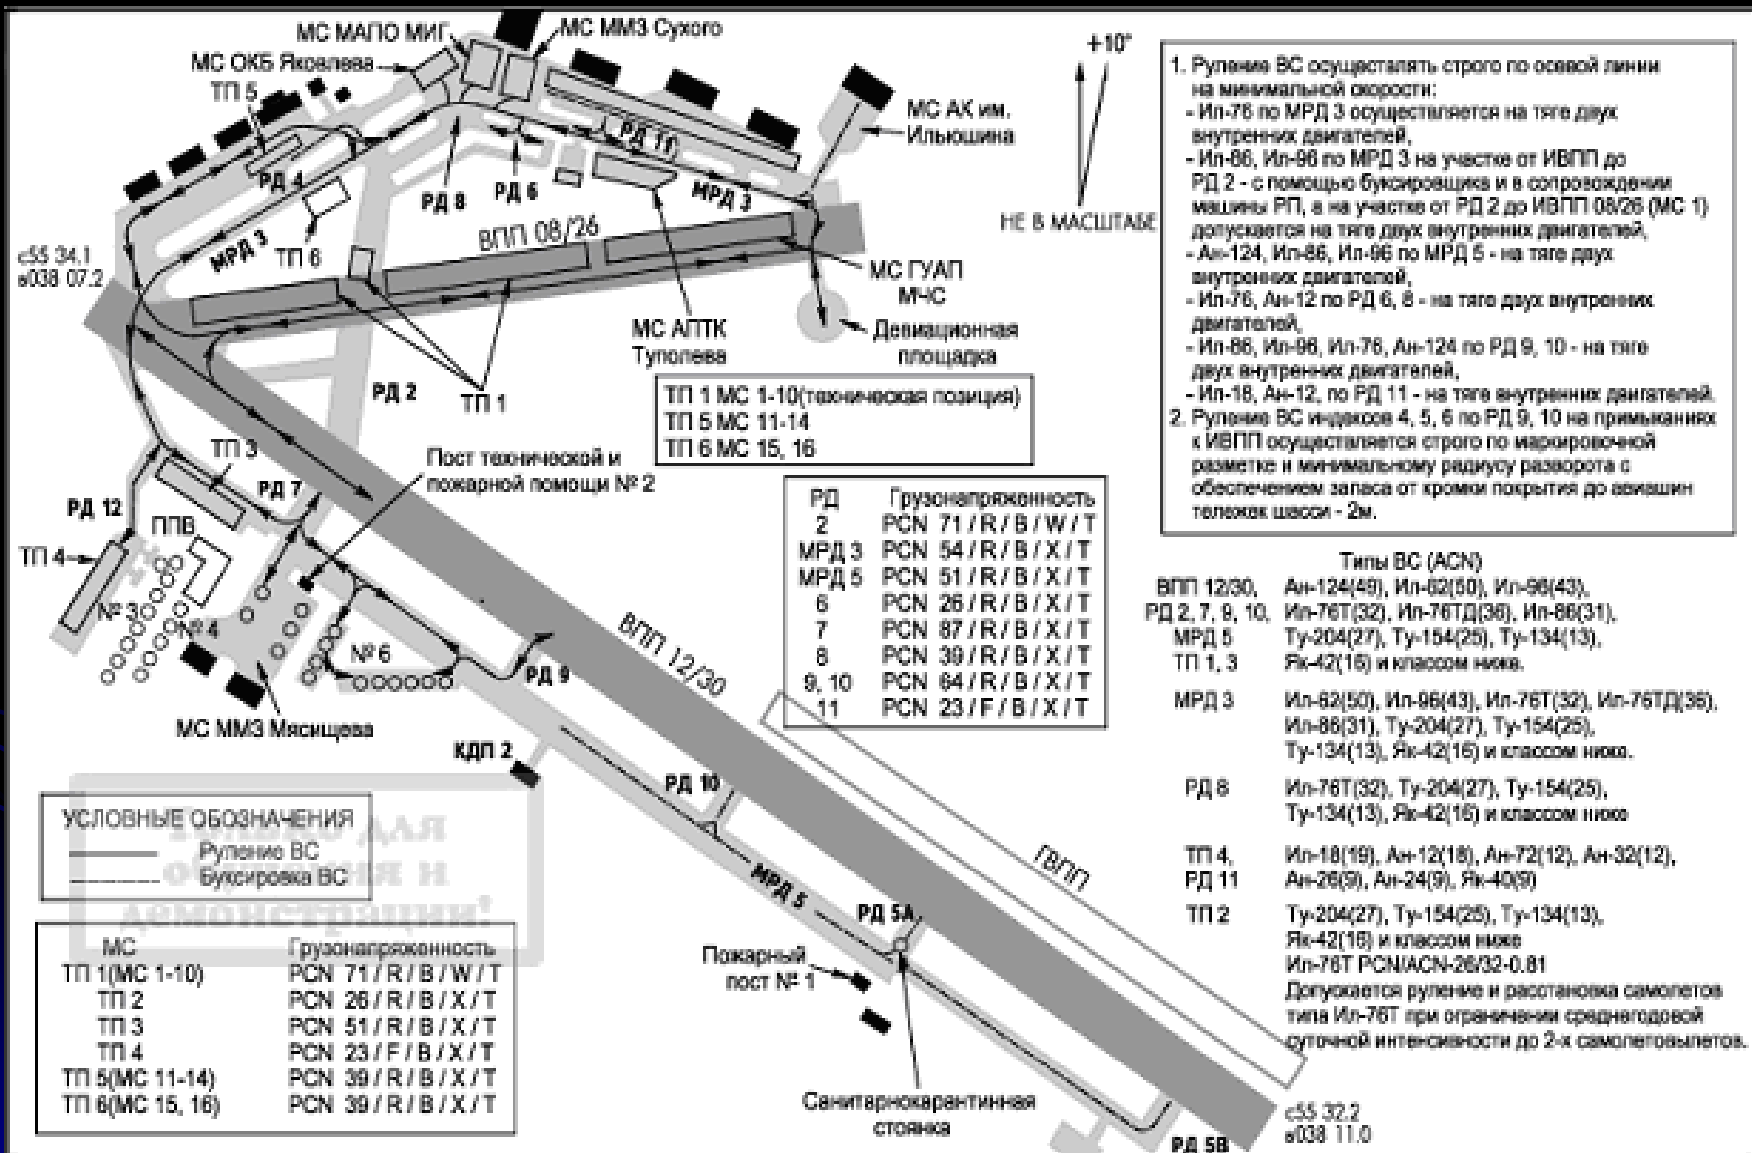 МС МАПО МИГ
МС ММЗ Сухого
МС ОКБ Яковлева
ТП 5
МС АК им.
Ильюшина
РД 11
РД 4
РД 8
РД 6
МРД 3
МРД 3
ТП 6
ВПП 08/26
с55 34.1
в038 07.2
МС ГУАП
МЧС
МС АПТК
Туполева
Девиационная
площадка
+10°
НЕ В МАСШТАБЕ
РД 2
ТП 1
ТП 1 МС 1-10(техническая позиция)
ТП 5 МС 11-14
ТП 6 МС 15, 16
1. Руление ВС осуществлять строго по осевой линии
на минимальной скорости:
- Ил-76 по МРД 3 осуществляется на тяге двух
внутренних двигателей,
- Ил-86, Ил-96 по МРД 3 на участке от ИВПП до
РД 2 - с помощью буксировщика и в сопровождении
машины РП, а на участке от РД 2 до ИВПП 08/26 (МС 1)
допускается на тяге двух внутренних двигателей,
- Ан-124, Ил-86, Ил-96 по МРД 5 - на тяге двух
внутренних двигателей,
- Ил-76, Ан-12 по РД 6, 8 - на тяге двух внутренних
двигателей,
- Ил-86, Ил-96, Ил-76, Ан-124 по РД 9, 10 - на тяге
двух внутренних двигателей,
- Ил-18, Ан-12, по РД 11 - на тяге внутренних двигателей.
2. Руление ВС индексов 4, 5, 6 по РД 9, 10 на примыканиях
к ИВПП осуществляется строго по маркировочной
разметке и минимальному радиусу разворота с
обеспечением запаса от кромки покрытия до авиашин
тележек шасси - 2м.
ТП 3
Пост технической и
пожарной помощи № 2
РД 7
РД 12
ППВ
ТП 4
№ 3
№ 4
№ 6
МС ММЗ Мясищева
РД 9
ВПП 12/30
КДП 2
РД 10
МРД 5
РД 5А
ГВПП
Пожарный
пост № 1
Санитарнокарантинная
стоянка
РД 5В
с55 32.2
в038 11.0
РД Грузонапряженность
2 PCN 71 / R / B / W / T
МРД 3 PCN 54 / R / B / X / T
МРД 5 PCN 51 / R / B / X / T
6 PCN 26 / R / B / X / T
7 PCN 87 / R / B / X / T
8 PCN 39 / R / B / X / T
9, 10 PCN 64 / R / B / X / T
11 PCN 23 / F / B / X / T
Типы ВС (ACN)
ВПП 12/30, Ан-124(49), Ил-62(50), Ил-96(43),
РД 2, 7, 9, 10, Ил-76Т(32), Ил-76ТД(36), Ил-86(31),
МРД 5 Ту-204(27), Ту-154(25), Ту-134(13),
ТП 1, 3 Як-42(16) и классом ниже.
МРД 3 Ил-62(50), Ил-96(43), Ил-76Т(32), Ил-76ТД(36),
Ил-86(31), Ту-204(27), Ту-154(25),
Ту-134(13), Як-42(16) и классом ниже.
РД 8 Ил-76Т(32), Ту-204(27), Ту-154(25),
Ту-134(13), Як-42(16) и классом ниже
ТП 4, Ил-18(19), Ан-12(18), Ан-72(12), Ан-32(12),
РД 11 Ан-26(9), Ан-24(9), Як-40(9)
ТП 2 Ту-204(27), Ту-154(25), Ту-134(13),
Як-42(16) и классом ниже
Ил-76Т PCN/ACN-26/32-0.81
Допускается руление и расстановка самолетов
типа Ил-76Т при ограничении среднегодовой
суточной интенсивности до 2-х самолетовылетов.
УСЛОВНЫЕ ОБОЗНАЧЕНИЯ
Руление ВС
Буксировка ВС
только для
обучения и
демонстрации!
МС Грузонапряженность
ТП 1(МС 1-10) PCN 71 / R / B / W / T
ТП 2 PCN 26 / R / B / X / T
ТП 3 PCN 51 / R / B / X / T
ТП 4 PCN 23 / F / B / X / T
ТП 5(МС 11-14) PCN 39 / R / B / X / T
ТП 6(МС 15, 16) PCN 39 / R / B / X / T